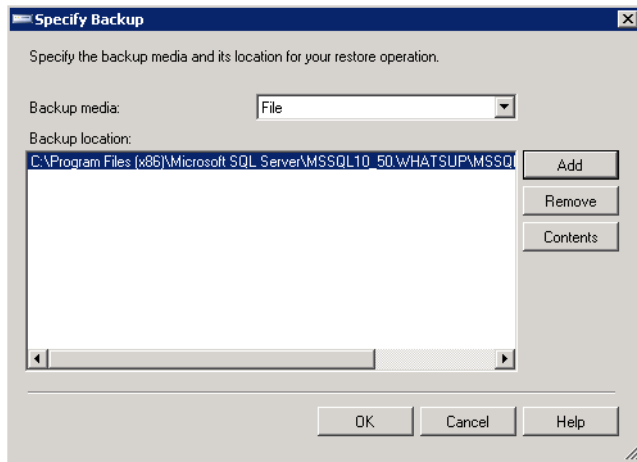 Specify Backup
Specify the backup media and its location for your restore operation.
Backup media:
File
Backup location:
C:\Program Files (x86)\Microsoft SQL Server\MSSQL10_50.WHATSUP\MSSQL
Add
Remove
Contents
OK
Cancel
Help